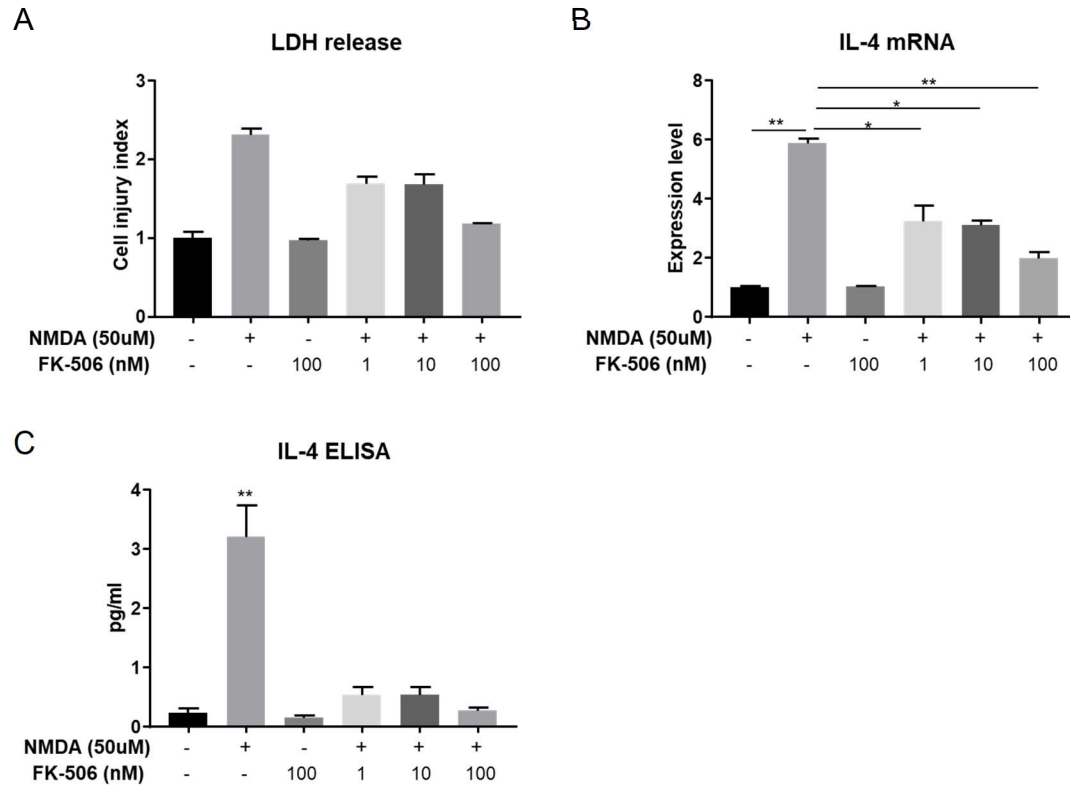 A
LDH release
Cell injury index
3
2
1
0
NMDA (50uM) - + - + + +
FK-506 (nM) - - 100 1 10 100
B
IL-4 mRNA
Expression level
8
6
4
2
0
**
*
** *
NMDA (50uM) - + - + + +
FK-506 (nM) - - 100 1 10 100
C
IL-4 ELISA
pg/ml
4
3
2
1
0
**
NMDA (50uM) - + - + + +
FK-506 (nM) - - 100 1 10 100